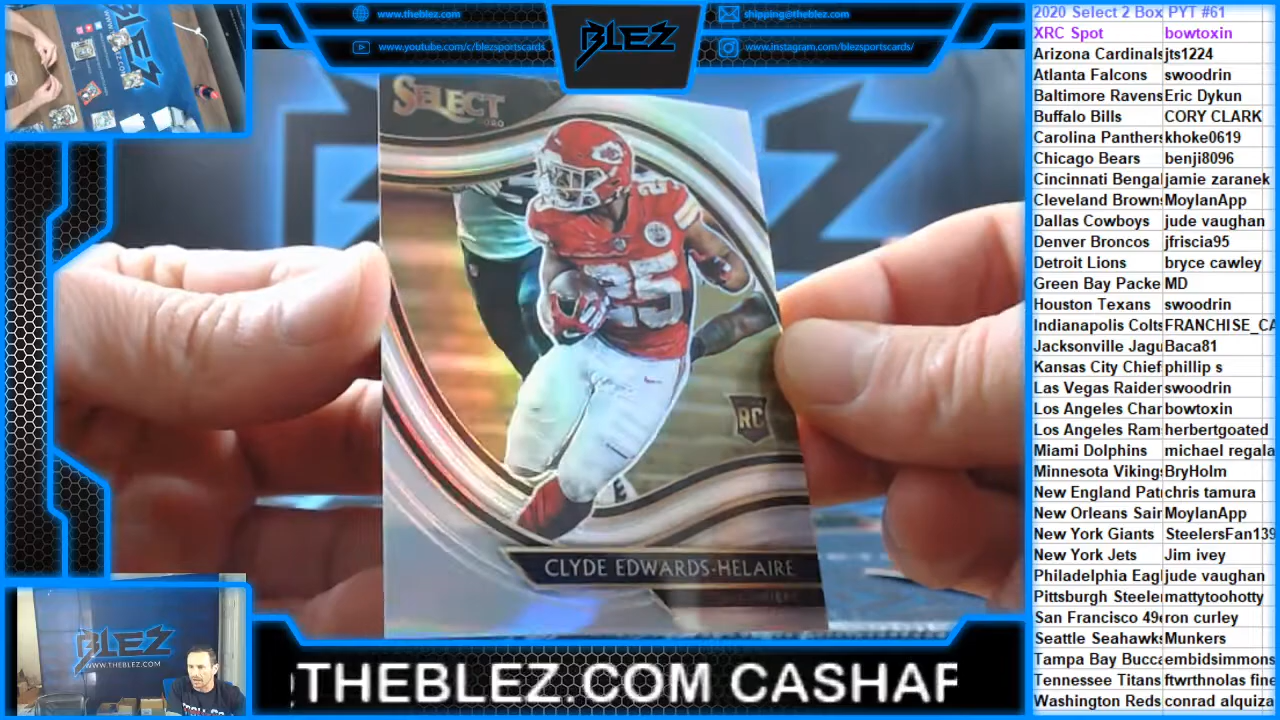 www.theblez.com
www.youtube.com/c/blezsportscards
BLEZ
shipping@theblez.com
www.instagram.com/blezsportscards/
SELECT
25
25
RC
CLYDE EDWARDS-HELAIRE
BLEZ
WWW.THEBLEZ.COM
THEBLEZ.COM CASHAP
2020 Select 2 Box PYT #61
XRC Spot bowtoxin
Arizona Cardinals jts1224
Atlanta Falcons swoodrin
Baltimore Ravens Eric Dykun
Buffalo Bills CORY CLARK
Carolina Panthers khoke0619
Chicago Bears benji8096
Cincinnati Bengal jamie zaranek
Cleveland Browns MoylanApp
Dallas Cowboys jude vaughan
Denver Broncos jfriscia95
Detroit Lions bryce cawley
Green Bay Packe MD
Houston Texans swoodrin
Indianapolis Colts FRANCHISE_CA
Jacksonville Jagu Baca81
Kansas City Chief phillip s
Las Vegas Raider swoodrin
Los Angeles Char bowtoxin
Los Angeles Ram herbertgoated
Miami Dolphins michael regala
Minnesota Viking BryHolm
New England Patr chris tamura
New Orleans Sain MoylanApp
New York Giants SteelersFan139
New York Jets Jim ivey
Philadelphia Eagl jude vaughan
Pittsburgh Steele mattytoohotty
San Francisco 49e ron curley
Seattle Seahawks Munkers
Tampa Bay Bucca embidsimmons
Tennessee Titans ftwrthnolas fine
Washington Reds conrad alquiza